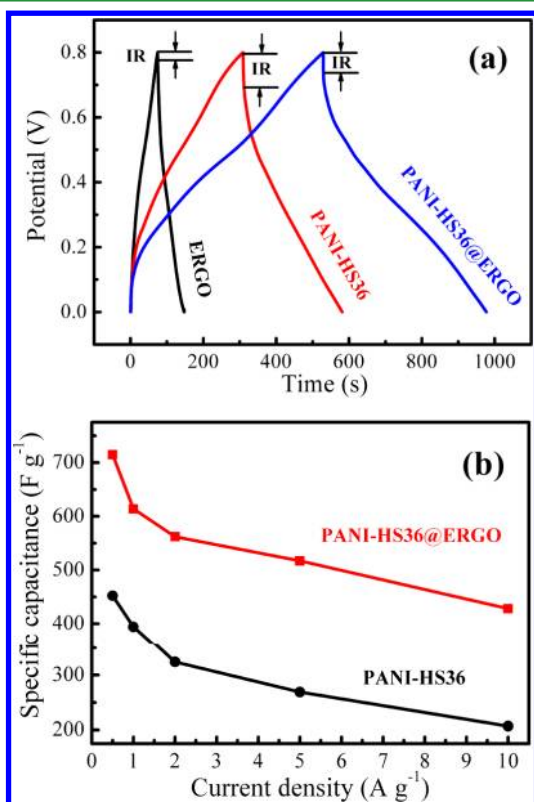 (a)
Potential (V)
0.8
0.6
0.4
0.2
0.0
IR
IR
IR
ERGO
PANI-HS36
PANI-HS36@ERGO
0 200 400 600 800 1000
Time (s)
(b)
Specific capacitance (F g⁻¹)
700
600
500
400
300
200
PANI-HS36@ERGO
PANI-HS36
0 1 2 3 4 5 6 7 8 9 10
Current density (A g⁻¹)